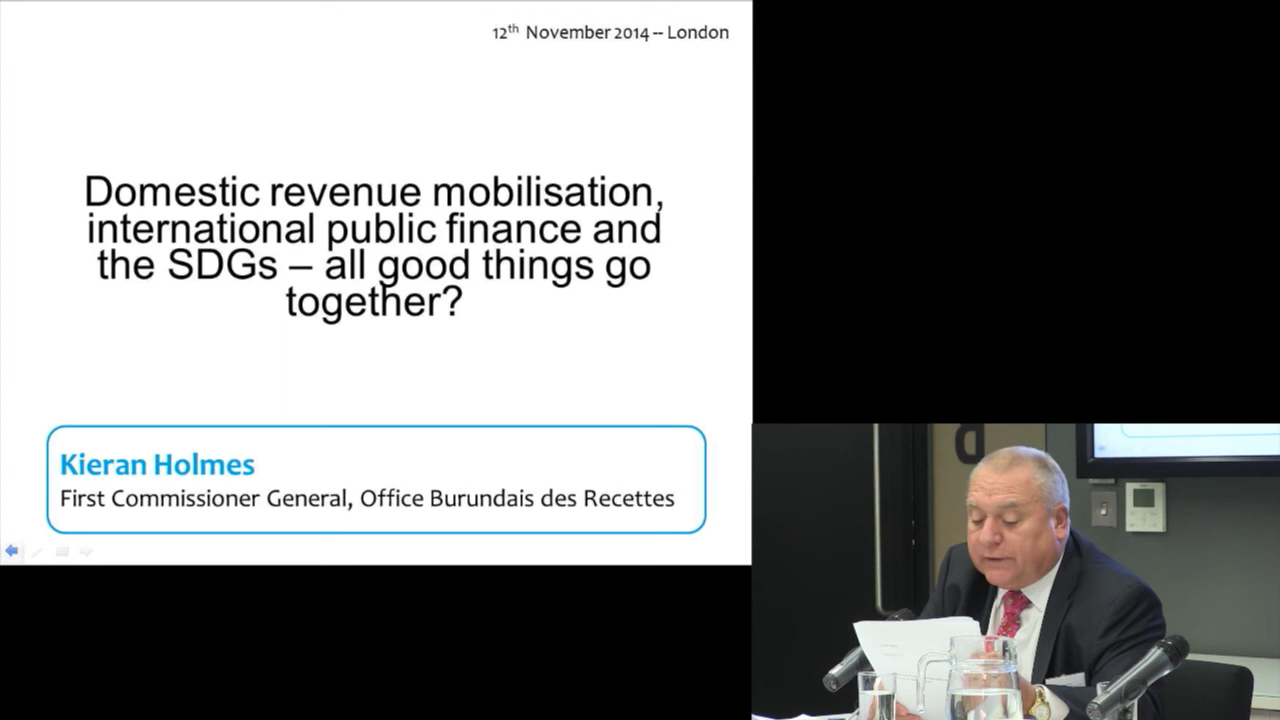 12th November 2014 -- London
Domestic revenue mobilisation,
international public finance and
the SDGs – all good things go
together?
Kieran Holmes
First Commissioner General, Office Burundais des Recettes